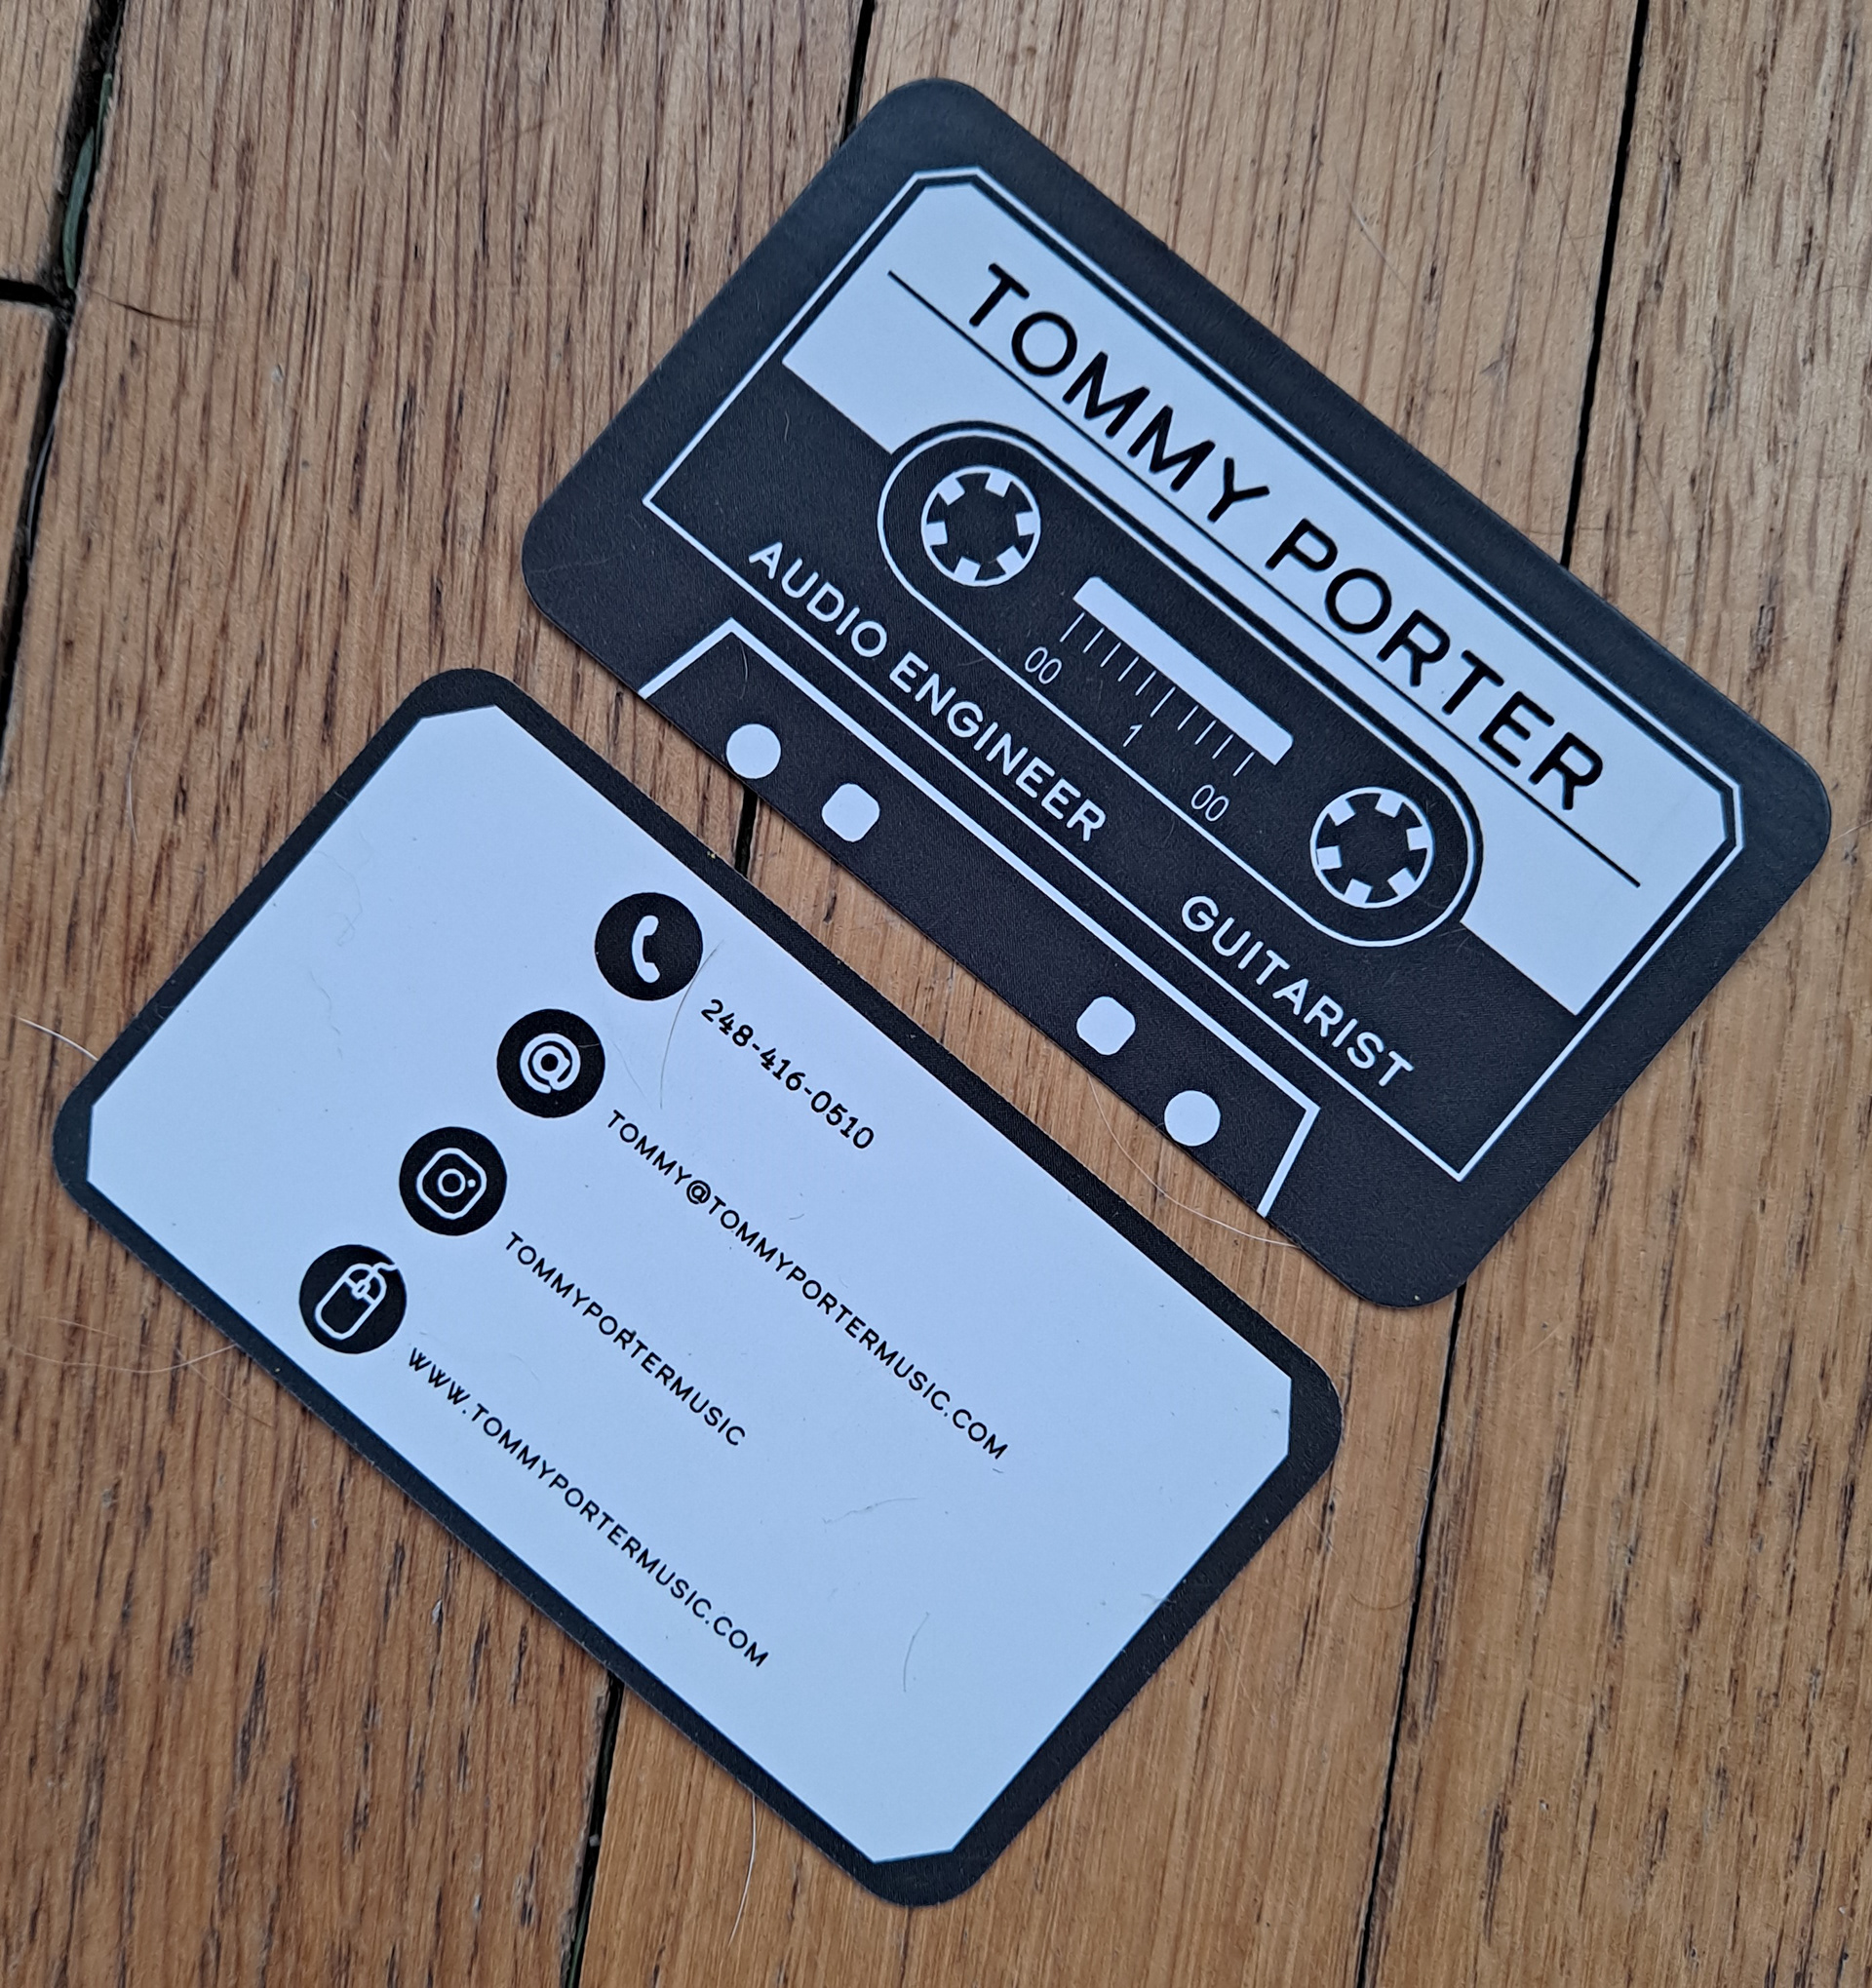 TOMMY PORTER
00 1 00
AUDIO ENGINEER GUITARIST
248-416-0510
TOMMY@TOMMYPORTERMUSIC.COM
TOMMYPORTERMUSIC
WWW.TOMMYPORTERMUSIC.COM